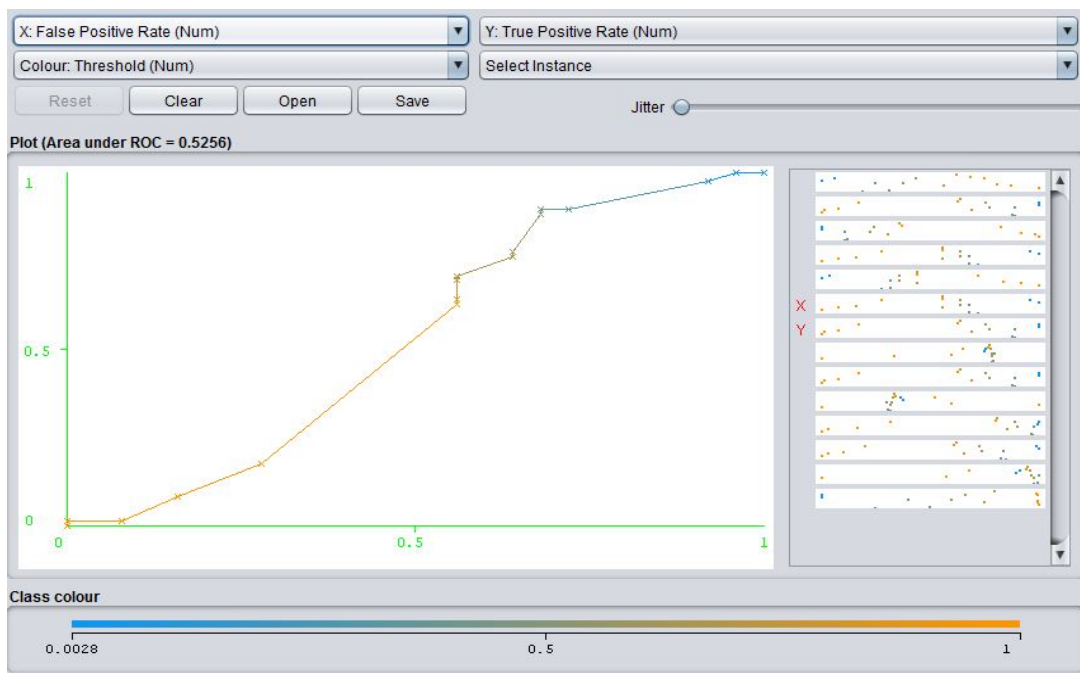 X: False Positive Rate (Num)
Y: True Positive Rate (Num)
Colour: Threshold (Num)
Select Instance
Reset
Clear
Open
Save
Jitter
Plot (Area under ROC = 0.5256)
1
0.5
0
0
0.5
1
X
Y
Class colour
0.0028
0.5
1